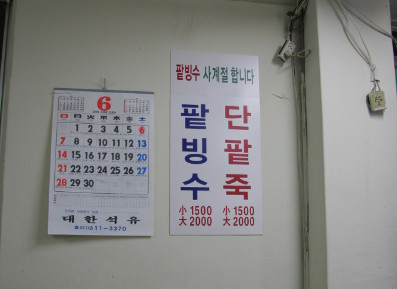 6
日 月 火 水 木 金 土
1 2 3 4 5 6
7 8 9 10 11 12 13
14 15 16 17 18 19 20
21 22 23 24 25 26 27
28 29 30
대한석유
팥빙수 사계절 합니다
팥빙수
小 1500
大 2000
단팥죽
小 1500
大 2000